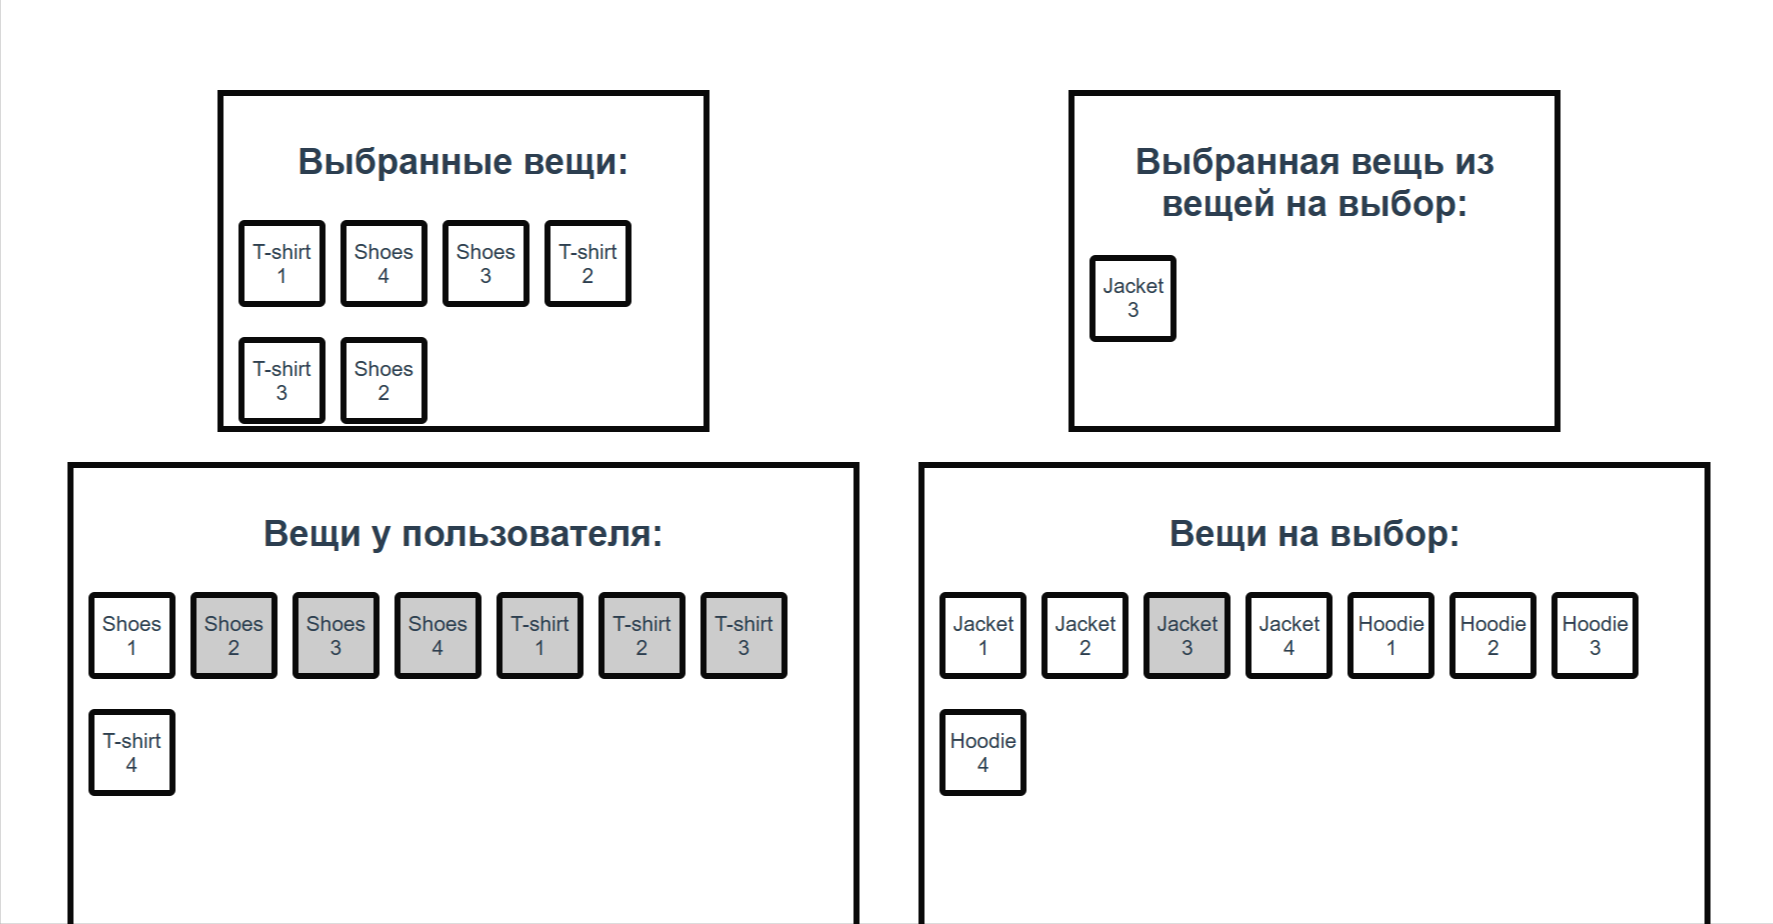 Выбранные вещи:
T-shirt
1
Shoes
4
Shoes
3
T-shirt
2
T-shirt
3
Shoes
2
Выбранная вещь из
вещей на выбор:
Jacket
3
Вещи у пользователя:
Shoes
1
Shoes
2
Shoes
3
Shoes
4
T-shirt
1
T-shirt
2
T-shirt
3
T-shirt
4
Вещи на выбор:
Jacket
1
Jacket
2
Jacket
3
Jacket
4
Hoodie
1
Hoodie
2
Hoodie
3
Hoodie
4